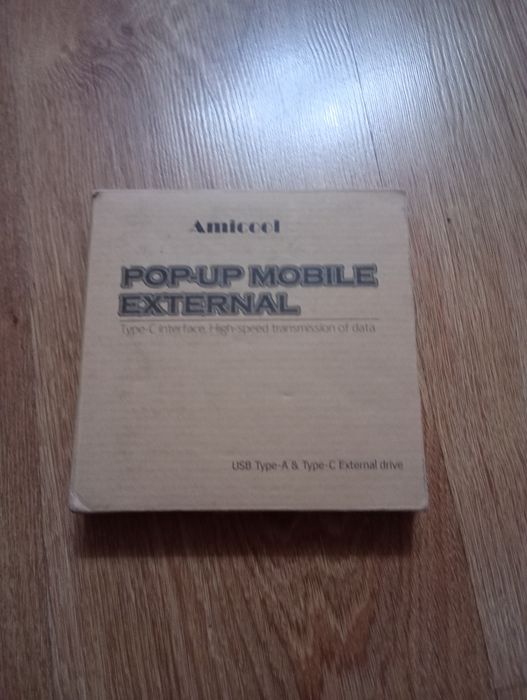 Amicool
POP-UP MOBILE
EXTERNAL
Type-C interface, High-speed transmission of data
USB Type-A & Type-C External drive